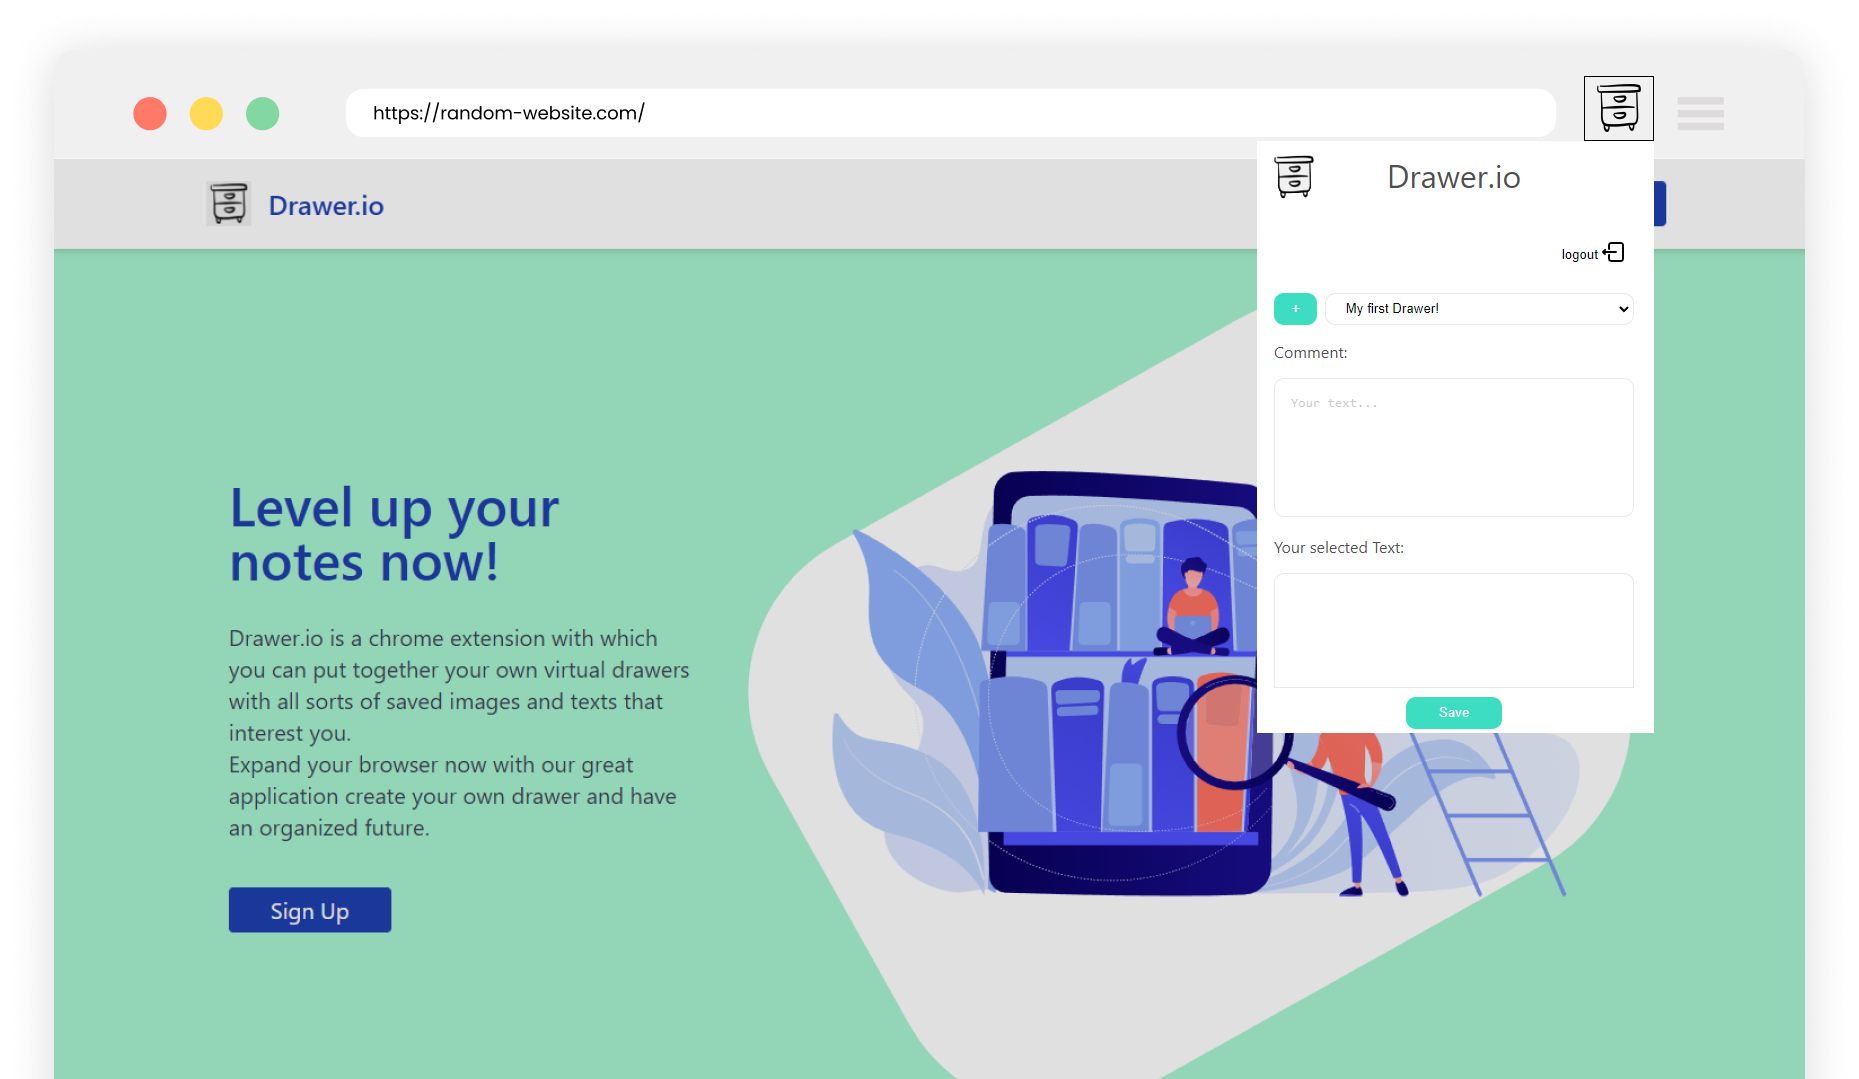 https://random-website.com/
Drawer.io
Drawer.io
logout
+ My first Drawer!
Comment:
Your text...
Your selected Text:
Save
Level up your
notes now!
Drawer.io is a chrome extension with which
you can put together your own virtual drawers
with all sorts of saved images and texts that
interest you.
Expand your browser now with our great
application create your own drawer and have
an organized future.
Sign Up